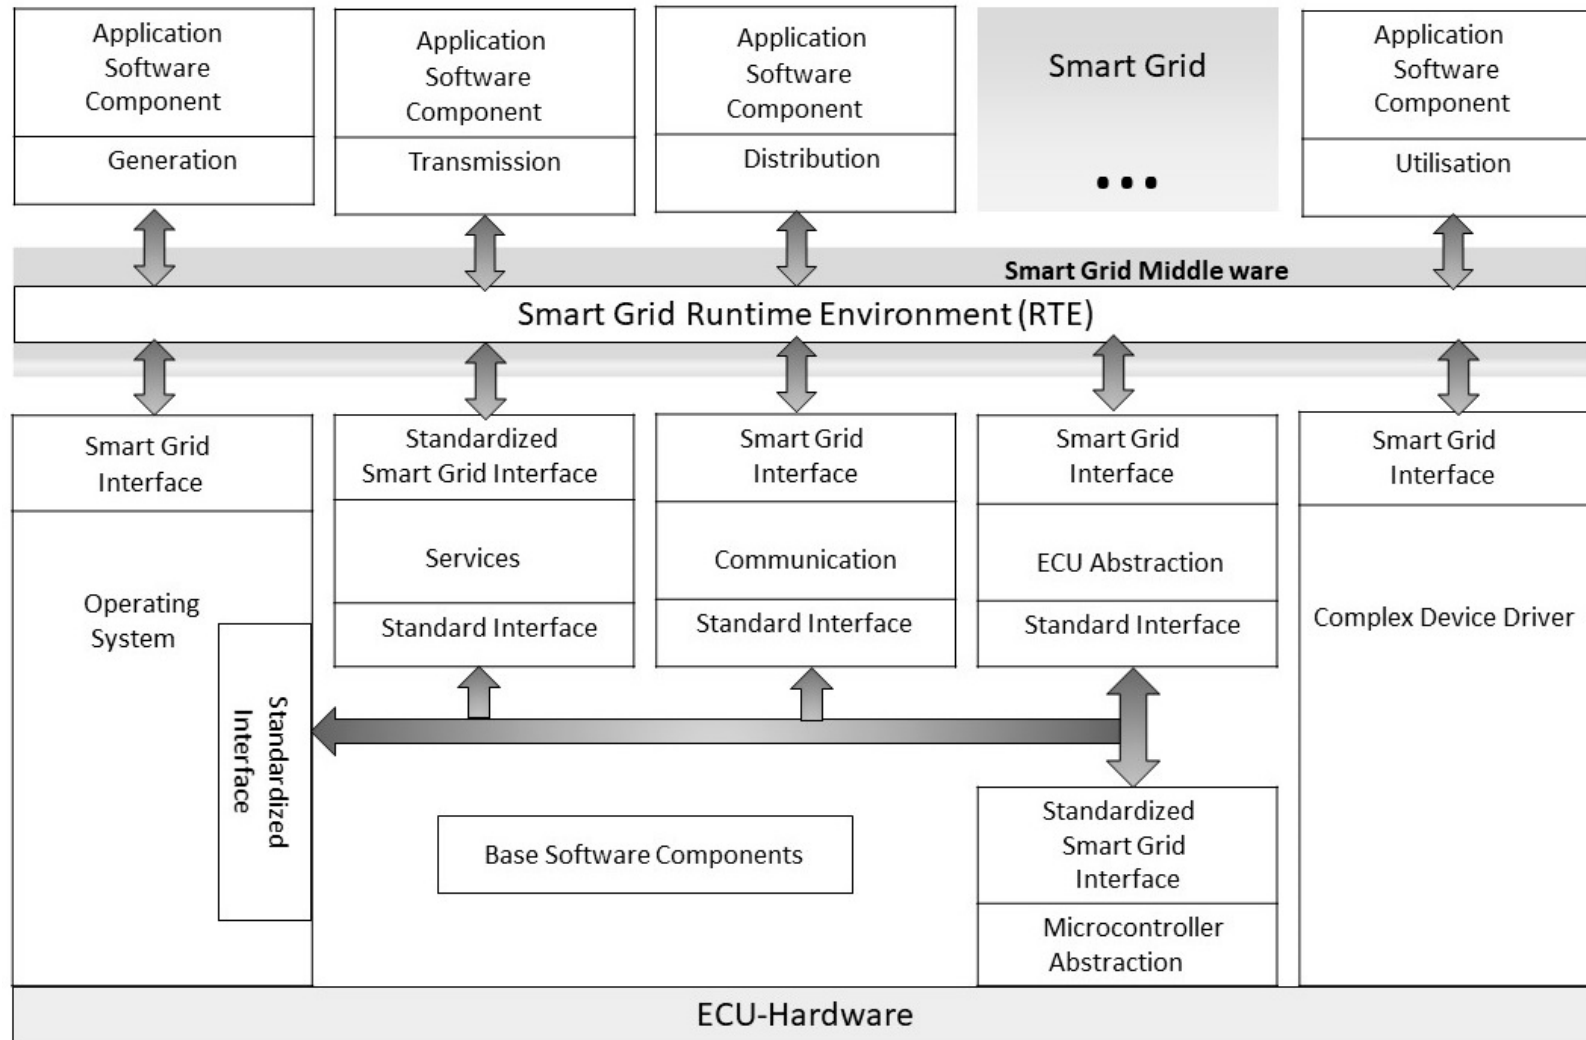 Application
Software
Component
Generation
Application
Software
Component
Transmission
Application
Software
Component
Distribution
Smart Grid
...
Application
Software
Component
Utilisation
Smart Grid Middle ware
Smart Grid Runtime Environment (RTE)
Smart Grid
Interface
Operating
System
Standardized
Interface
Standardized
Smart Grid Interface
Services
Standard Interface
Smart Grid
Interface
Communication
Standard Interface
Smart Grid
Interface
ECU Abstraction
Standard Interface
Smart Grid
Interface
Complex Device Driver
Base Software Components
Standardized
Smart Grid
Interface
Microcontroller
Abstraction
ECU-Hardware